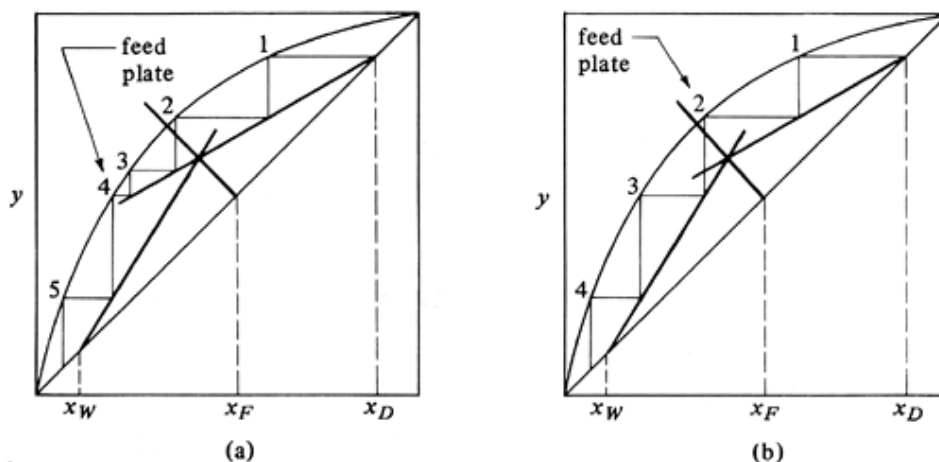 feed
plate
1
2
3
4
5
y
x_W
x_F
x_D
(a)
feed
plate
1
2
3
4
y
x_W
x_F
x_D
(b)